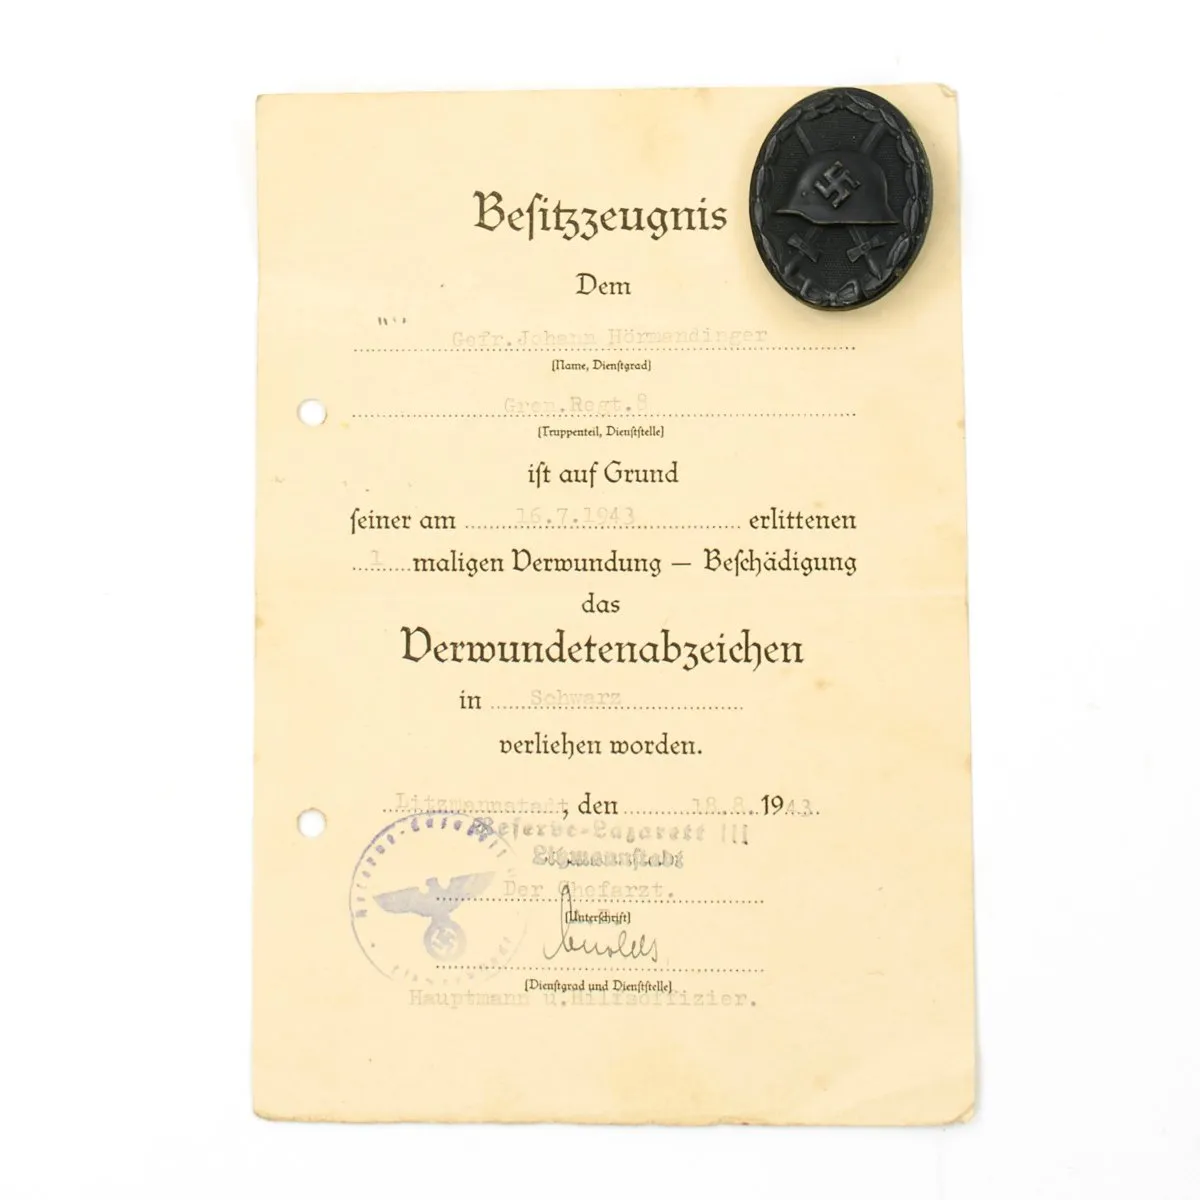 Besitzzeugnis
Dem
Gefr.Johann Hörmandinger
(Name, Dienstgrad)
Gren.Regt.8
(Truppenteil, Dienststelle)
ist auf Grund
seiner am 16.7.1943 erlittenen
1 maligen Verwundung – Beschädigung
das
Verwundetenabzeichen
in Schwarz
verliehen worden.
Litzmannstadt, den 18.8. 1943.
Reserve-Lazarett III
Litzmannstadt
Der Chefarzt.
(Unterschrift)
(Dienstgrad und Dienststelle)
Hauptmann u.Hilfsoffizier.